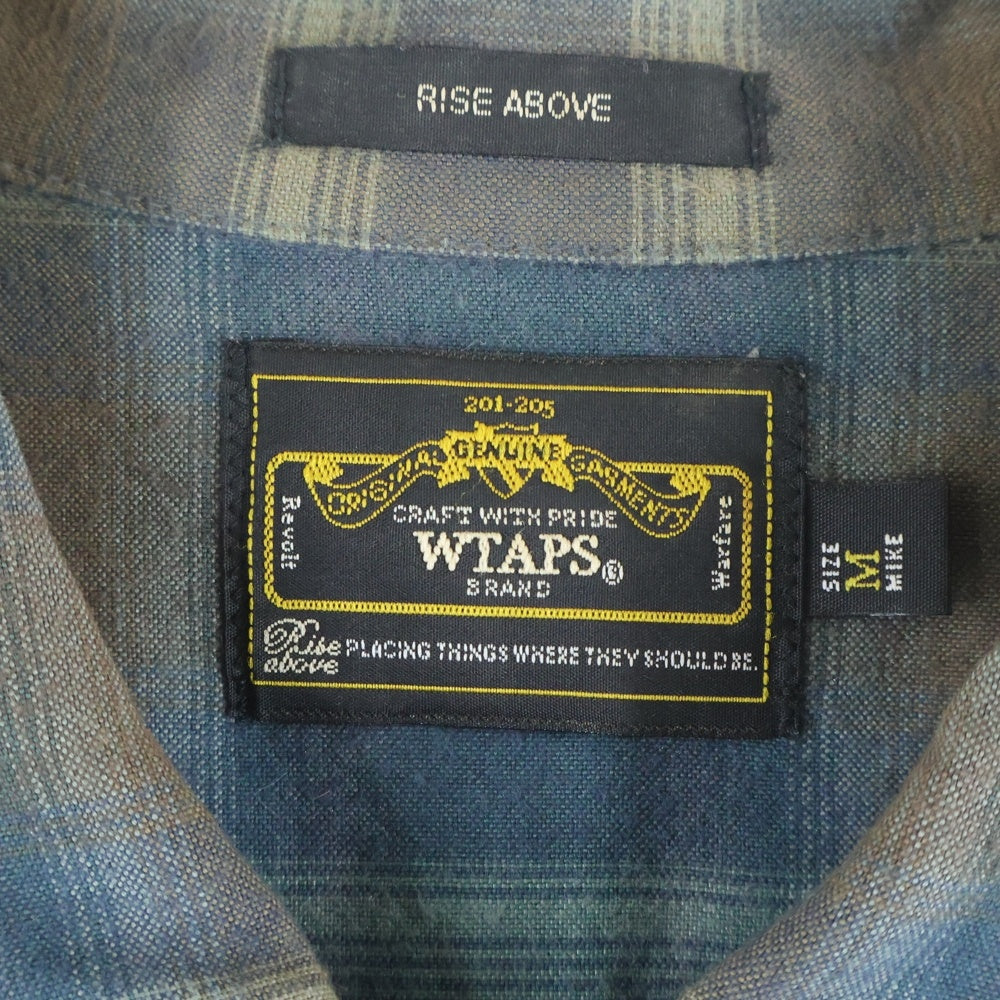 RISE ABOVE
201-205
ORIGINAL GENUINE GARMENTS
Revolt
CRAFT WITH PRIDE
WTAPS®
BRAND
Warfare
Rise above
PLACING THINGS WHERE THEY SHOULD BE.
SIZE
M
MIKE